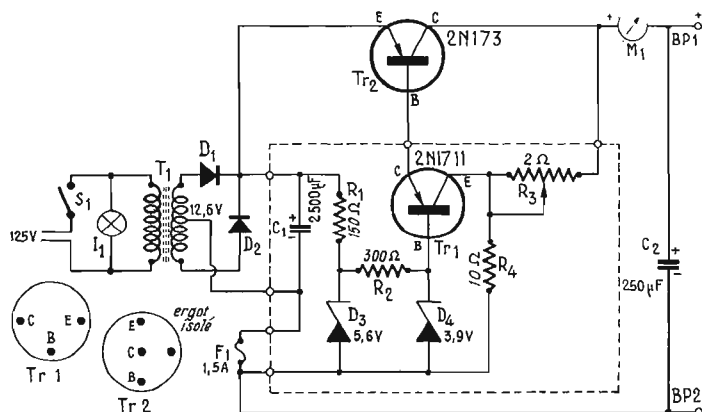 E C
2N173
Tr2
B
+ M1 +
BP1
D1
T1
S1
12,6V
125V
I1
D2
C1
+
-
2500µF
R1
150Ω
2N1711
C E
B
Tr1
2Ω
R3
300Ω
R2
10Ω
R4
C2
+
-
250µF
D3
5,6V
D4
3,9V
F1
1,5A
C E
B
Tr 1
ergot
isolé
E
C
B
Tr 2
BP2